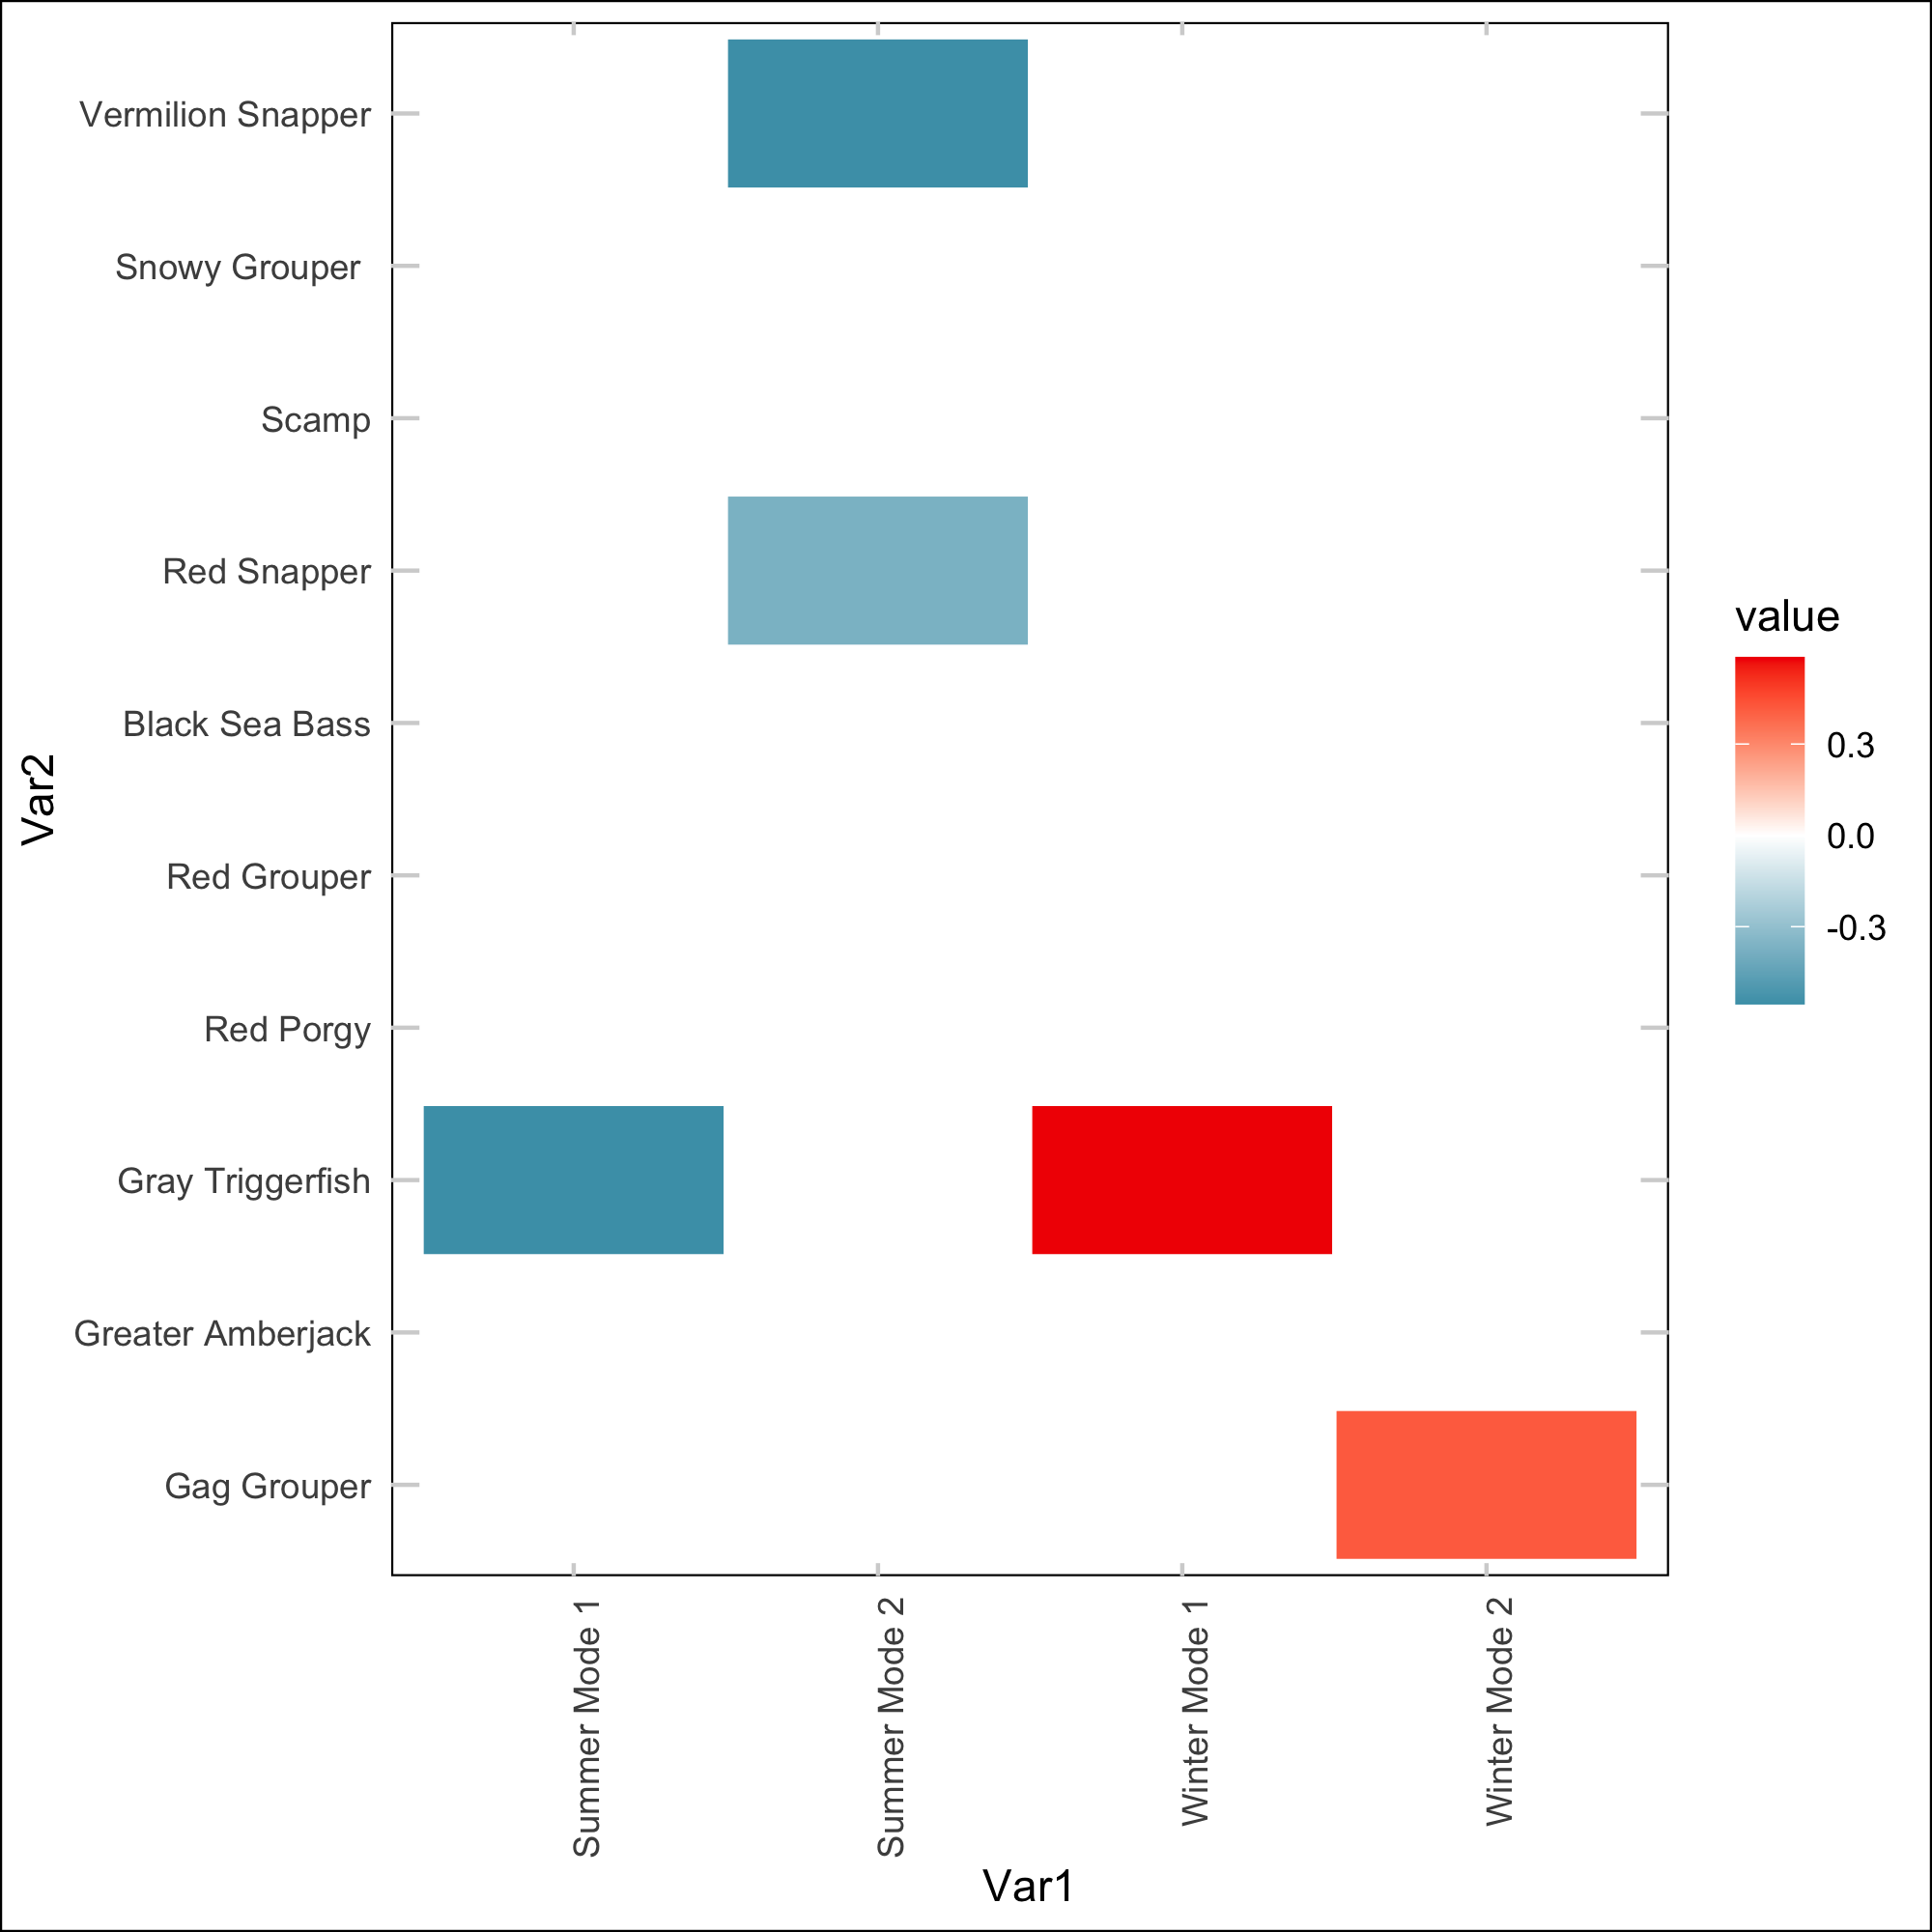 Vermilion Snapper
Snowy Grouper
Scamp
Red Snapper
Black Sea Bass
Red Grouper
Red Porgy
Gray Triggerfish
Greater Amberjack
Gag Grouper
Var2
Summer Mode 1
Summer Mode 2
Winter Mode 1
Winter Mode 2
Var1
value
0.3
0.0
-0.3